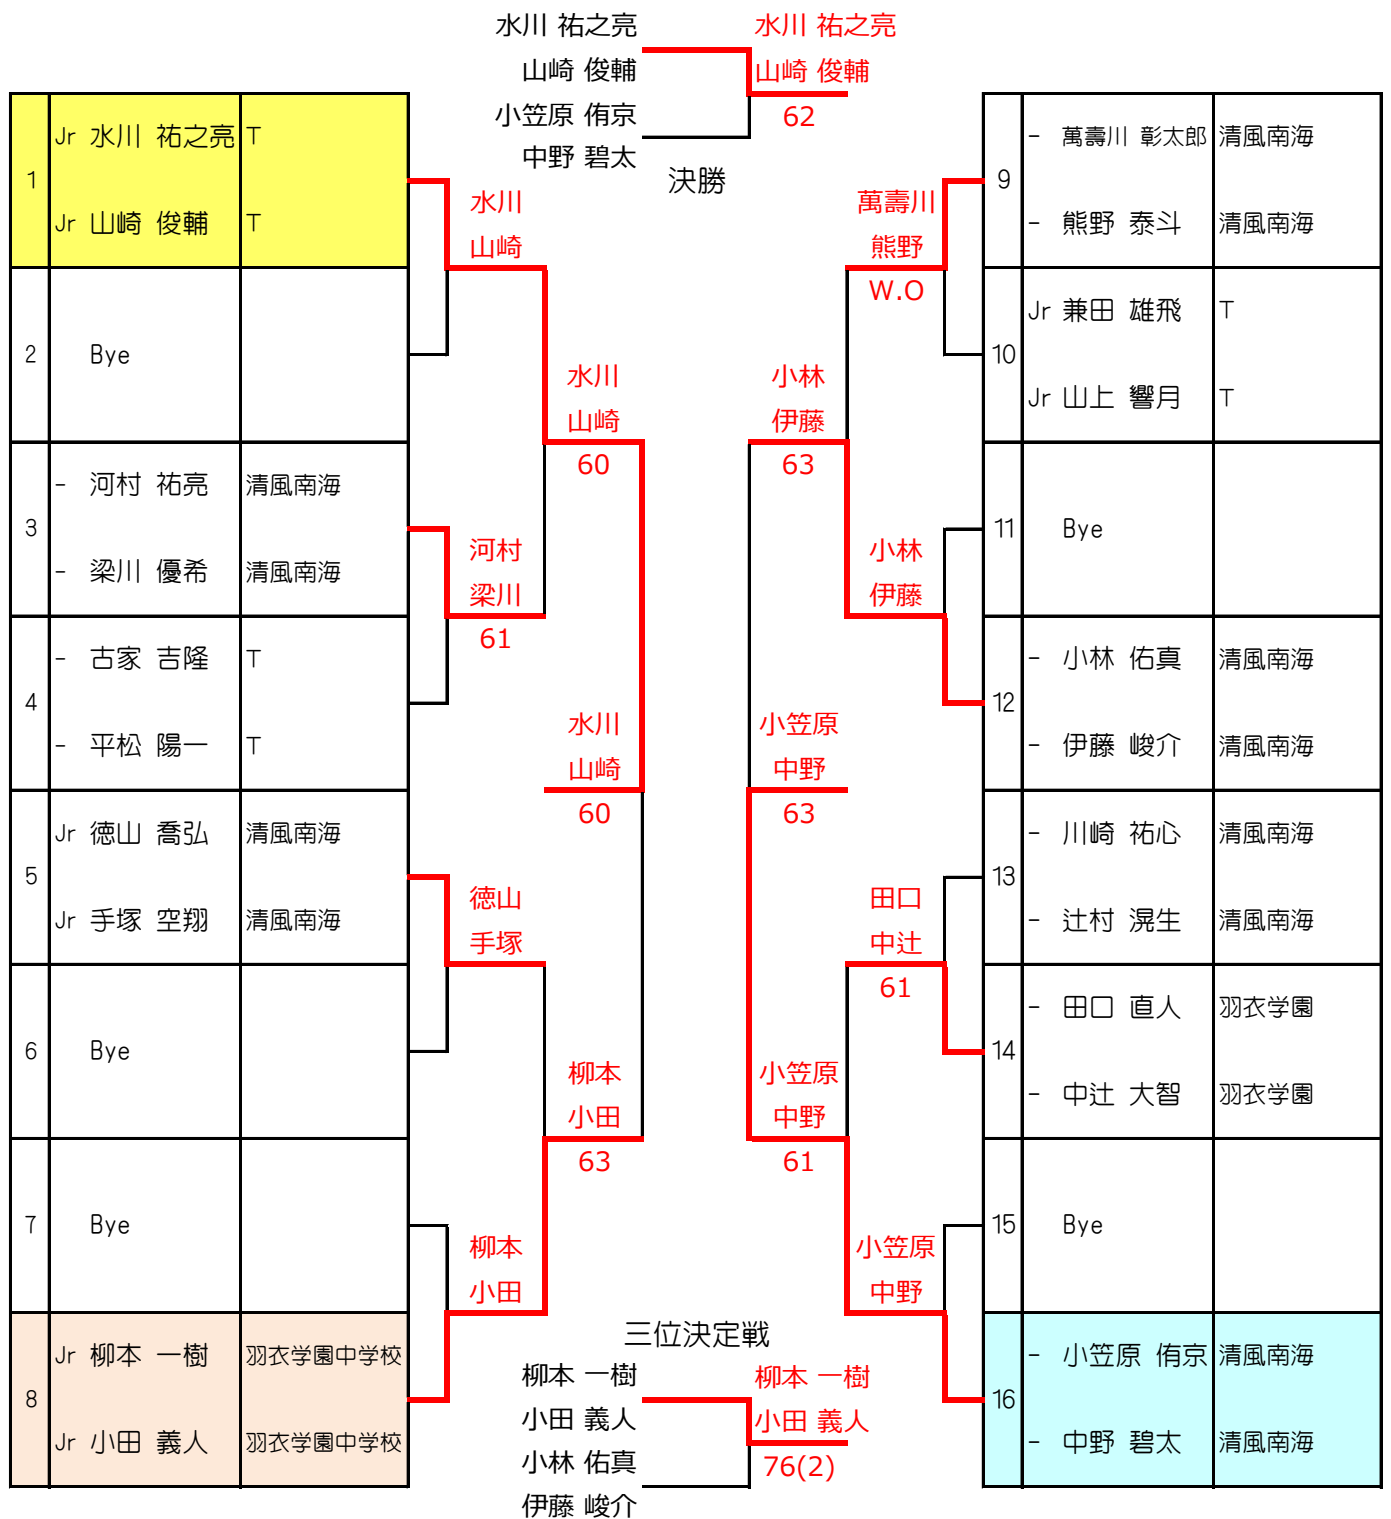 水川 祐之亮
山崎 俊輔
小笠原 侑京
中野 碧太
水川 祐之亮
山崎 俊輔
62
決勝
1
Jr 水川 祐之亮 T
Jr 山崎 俊輔 T
2 Bye
3
- 河村 祐亮 清風南海
- 梁川 優希 清風南海
4
- 古家 吉隆 T
- 平松 陽一 T
5
Jr 徳山 喬弘 清風南海
Jr 手塚 空翔 清風南海
6 Bye
7 Bye
8
Jr 柳本 一樹 羽衣学園中学校
Jr 小田 義人 羽衣学園中学校
水川
山崎
河村
梁川
61
徳山
手塚
柳本
小田
水川
山崎
60
柳本
小田
63
水川
山崎
60
小林
伊藤
63
小笠原
中野
63
小笠原
中野
61
萬壽川
熊野
W.O
小林
伊藤
田口
中辻
61
小笠原
中野
9
- 萬壽川 彰太郎 清風南海
- 熊野 泰斗 清風南海
10
Jr 兼田 雄飛 T
Jr 山上 響月 T
11 Bye
12
- 小林 佑真 清風南海
- 伊藤 峻介 清風南海
13
- 川崎 祐心 清風南海
- 辻村 滉生 清風南海
14
- 田口 直人 羽衣学園
- 中辻 大智 羽衣学園
15 Bye
16
- 小笠原 侑京 清風南海
- 中野 碧太 清風南海
三位決定戦
柳本 一樹
小田 義人
小林 佑真
伊藤 峻介
柳本 一樹
小田 義人
76(2)